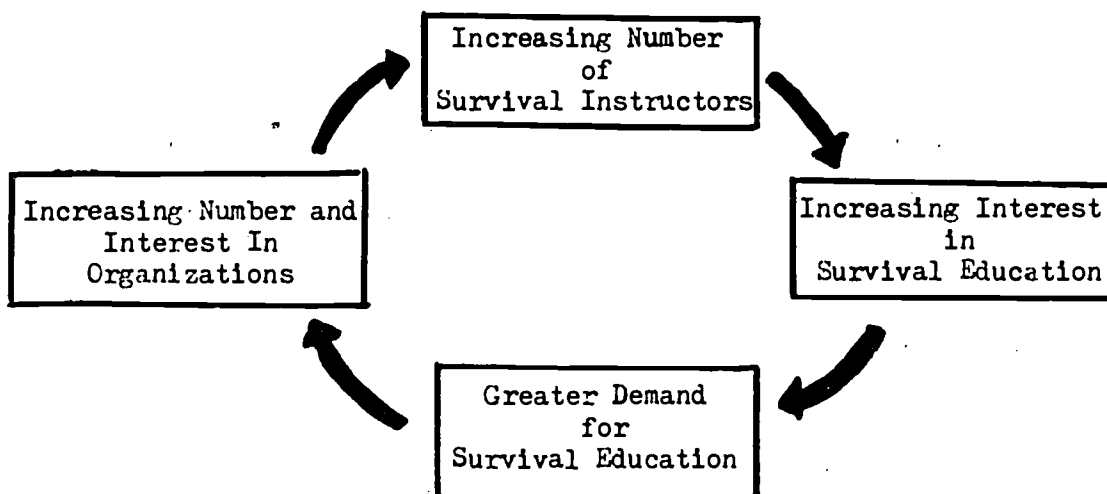 Increasing Number
of
Survival Instructors
Increasing Number and
Interest In
Organizations
Increasing Interest
in
Survival Education
Greater Demand
for
Survival Education